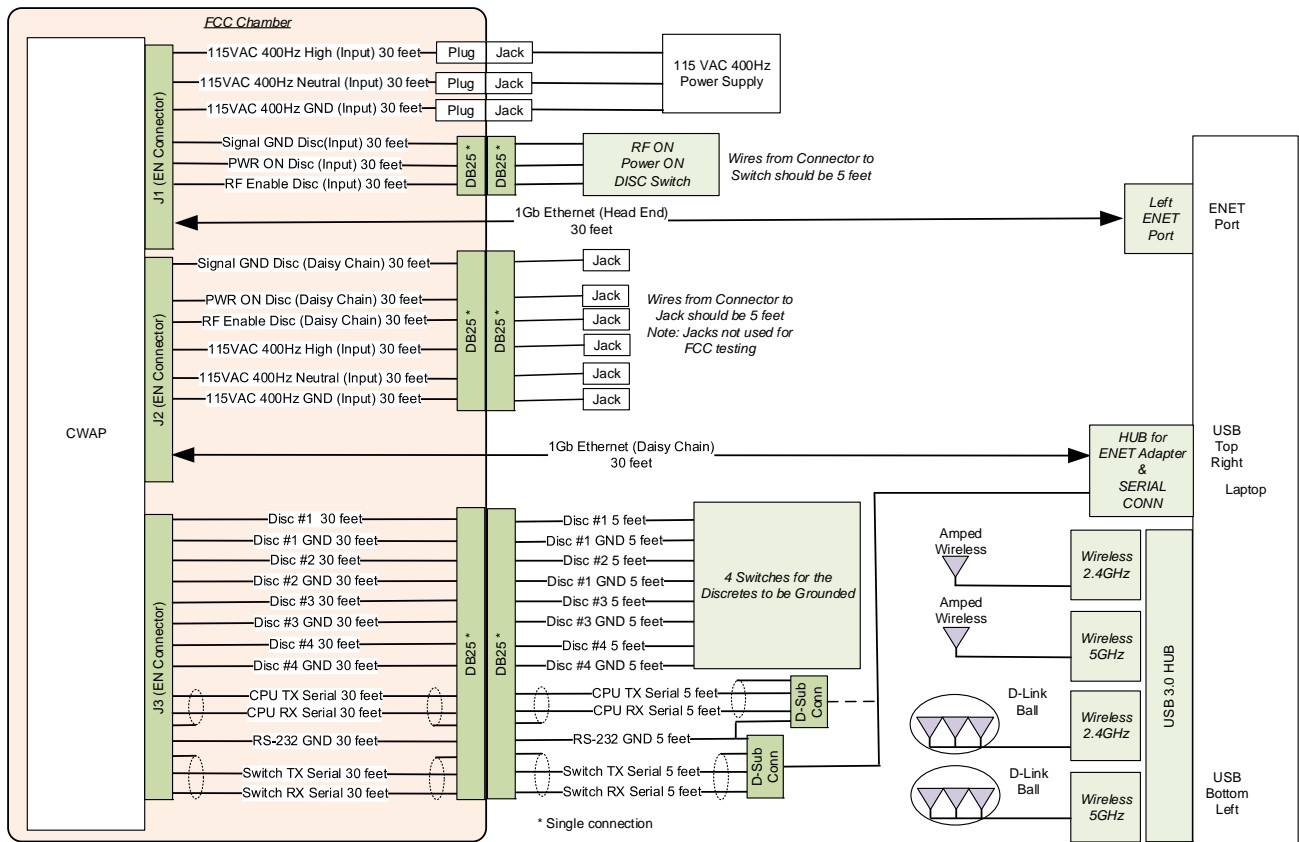 FCC Chamber
CWAP
J1 (EN Connector)
115VAC 400Hz High (Input) 30 feet
Plug
Jack
115VAC 400Hz Neutral (Input) 30 feet
Plug
Jack
115VAC 400Hz GND (Input) 30 feet
Plug
Jack
115 VAC 400Hz
Power Supply
Signal GND Disc(Input) 30 feet
PWR ON Disc (Input) 30 feet
RF Enable Disc (Input) 30 feet
DB25 *
DB25 *
RF ON
Power ON
DISC Switch
Wires from Connector to
Switch should be 5 feet
1Gb Ethernet (Head End)
30 feet
Left
ENET
Port
ENET
Port
J2 (EN Connector)
Signal GND Disc (Daisy Chain) 30 feet
PWR ON Disc (Daisy Chain) 30 feet
RF Enable Disc (Daisy Chain) 30 feet
115VAC 400Hz High (Input) 30 feet
115VAC 400Hz Neutral (Input) 30 feet
115VAC 400Hz GND (Input) 30 feet
DB25 *
DB25 *
Jack
Jack
Jack
Jack
Jack
Jack
Wires from Connector to
Jack should be 5 feet
Note: Jacks not used for
FCC testing
1Gb Ethernet (Daisy Chain)
30 feet
HUB for
ENET Adapter
&
SERIAL
CONN
USB
Top
Right
Laptop
J3 (EN Connector)
Disc #1  30 feet
Disc #1 GND 30 feet
Disc #2 30 feet
Disc #2 GND 30 feet
Disc #3 30 feet
Disc #3 GND 30 feet
Disc #4 30 feet
Disc #4 GND 30 feet
CPU TX Serial 30 feet
CPU RX Serial 30 feet
RS-232 GND 30 feet
Switch TX Serial 30 feet
Switch RX Serial 30 feet
DB25 *
DB25 *
Disc #1 5 feet
Disc #1 GND 5 feet
Disc #2 5 feet
Disc #1 GND 5 feet
Disc #3 5 feet
Disc #3 GND 5 feet
Disc #4 5 feet
Disc #4 GND 5 feet
CPU TX Serial 5 feet
CPU RX Serial 5 feet
RS-232 GND 5 feet
Switch TX Serial 5 feet
Switch RX Serial 5 feet
4 Switches for the
Discretes to be Grounded
D-Sub
Conn
D-Sub
Conn
* Single connection
Amped
Wireless
Wireless
2.4GHz
Amped
Wireless
Wireless
5GHz
D-Link
Ball
Wireless
2.4GHz
D-Link
Ball
Wireless
5GHz
USB 3.0 HUB
USB
Bottom
Left